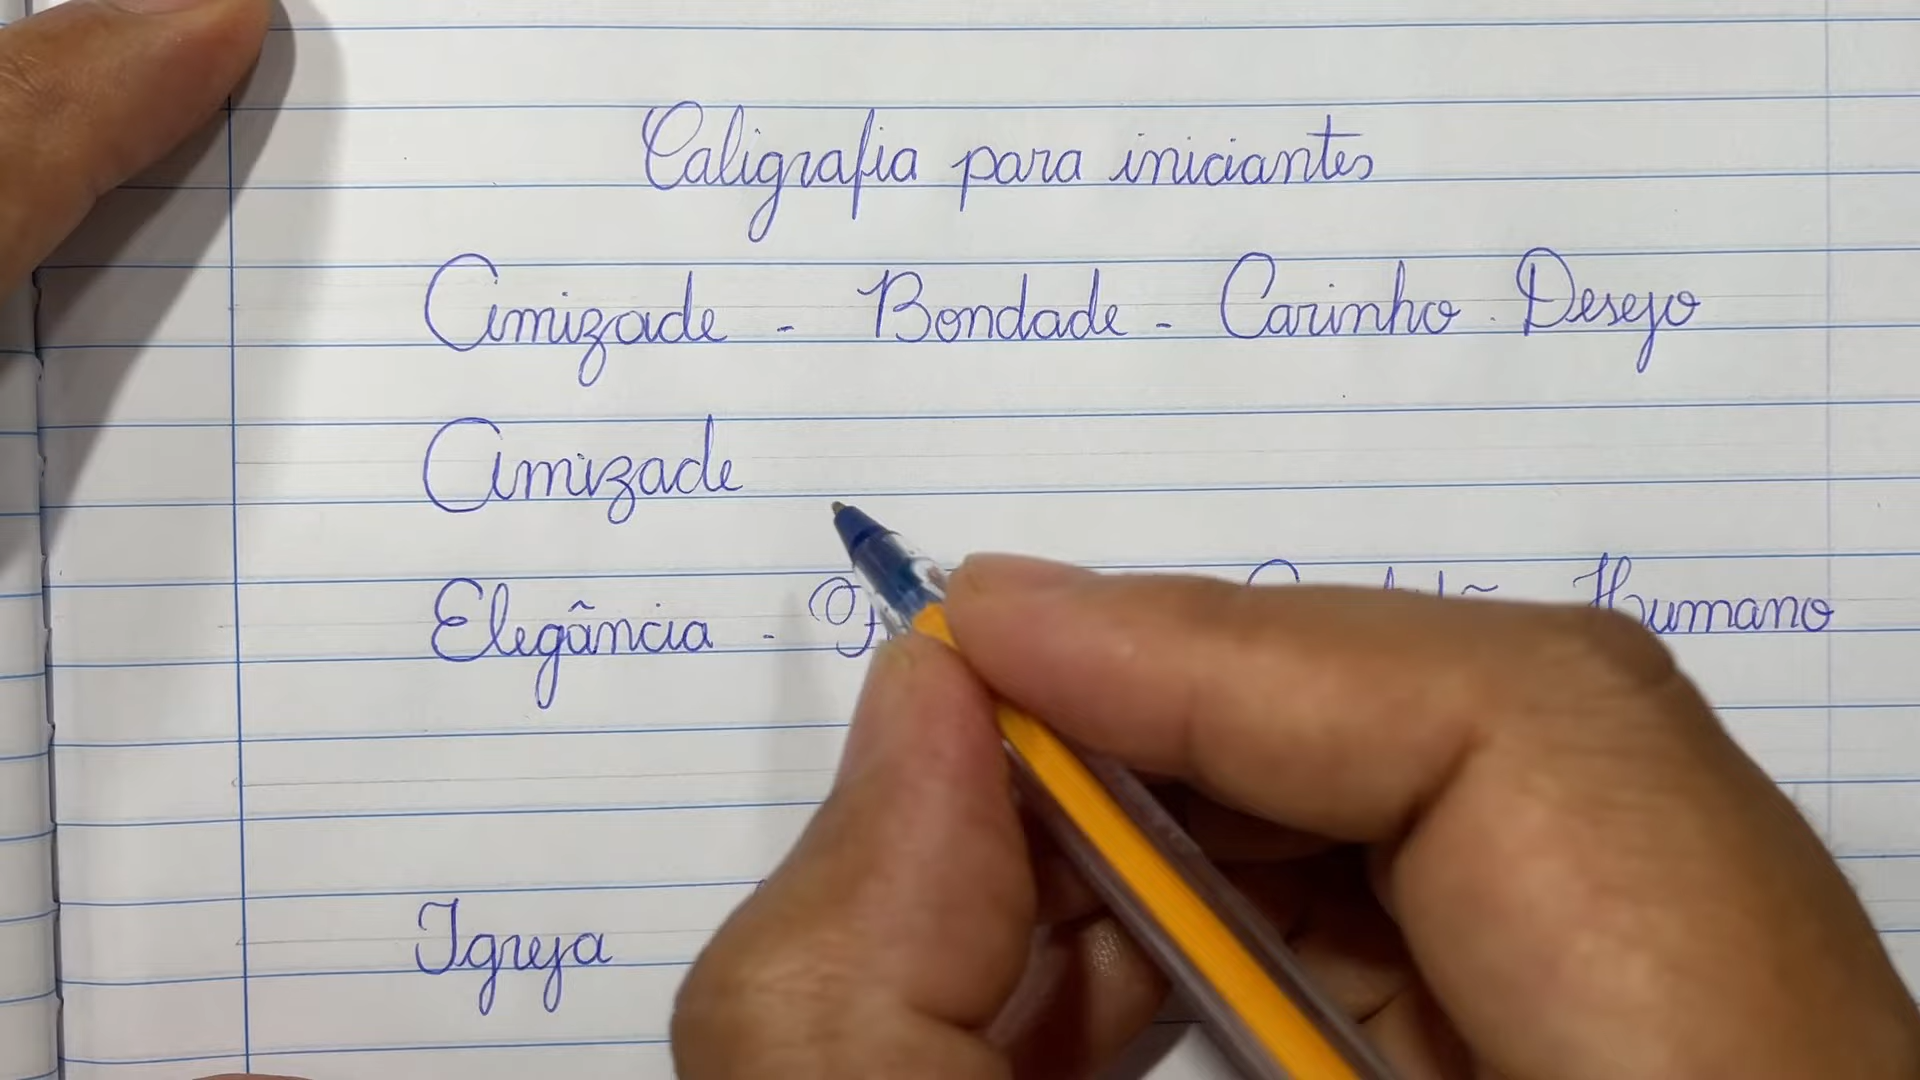 Caligrafia para iniciantes
Amizade - Bondade - Carinho - Desejo
Amizade
Elegância - Humano
Igreja